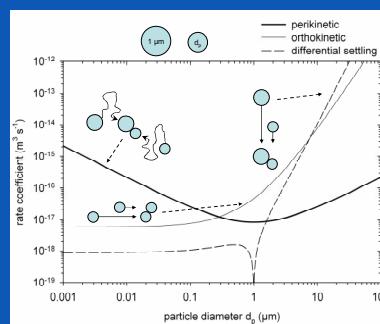 1 μm
dp
perikinetic
orthokinetic
differential settling
rate ccefficient (m³ s⁻¹)
10⁻¹²
10⁻¹³
10⁻¹⁴
10⁻¹⁵
10⁻¹⁶
10⁻¹⁷
10⁻¹⁸
10⁻¹⁹
0.001
0.01
0.1
1
10
particle diameter dp (μm)